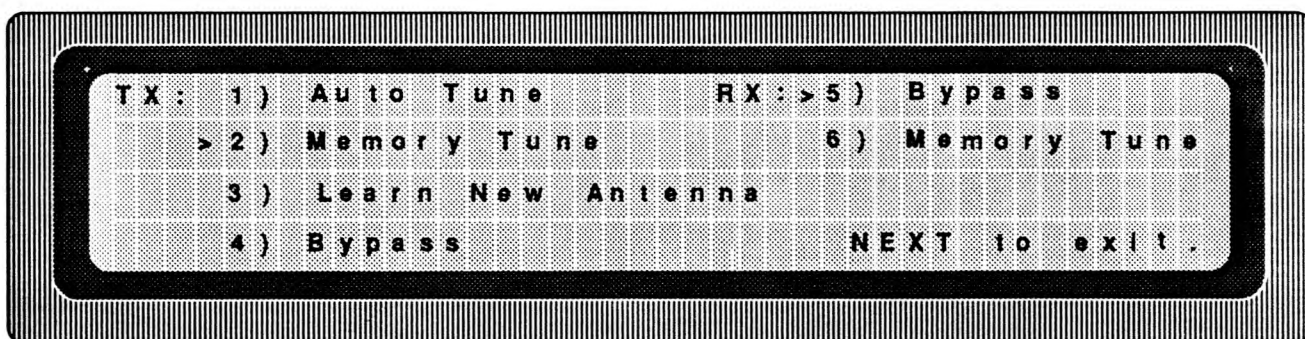 TX: 1) Auto Tune RX:>5) Bypass
>2) Memory Tune 6) Memory Tune
3) Learn New Antenna
4) Bypass NEXT to exit.